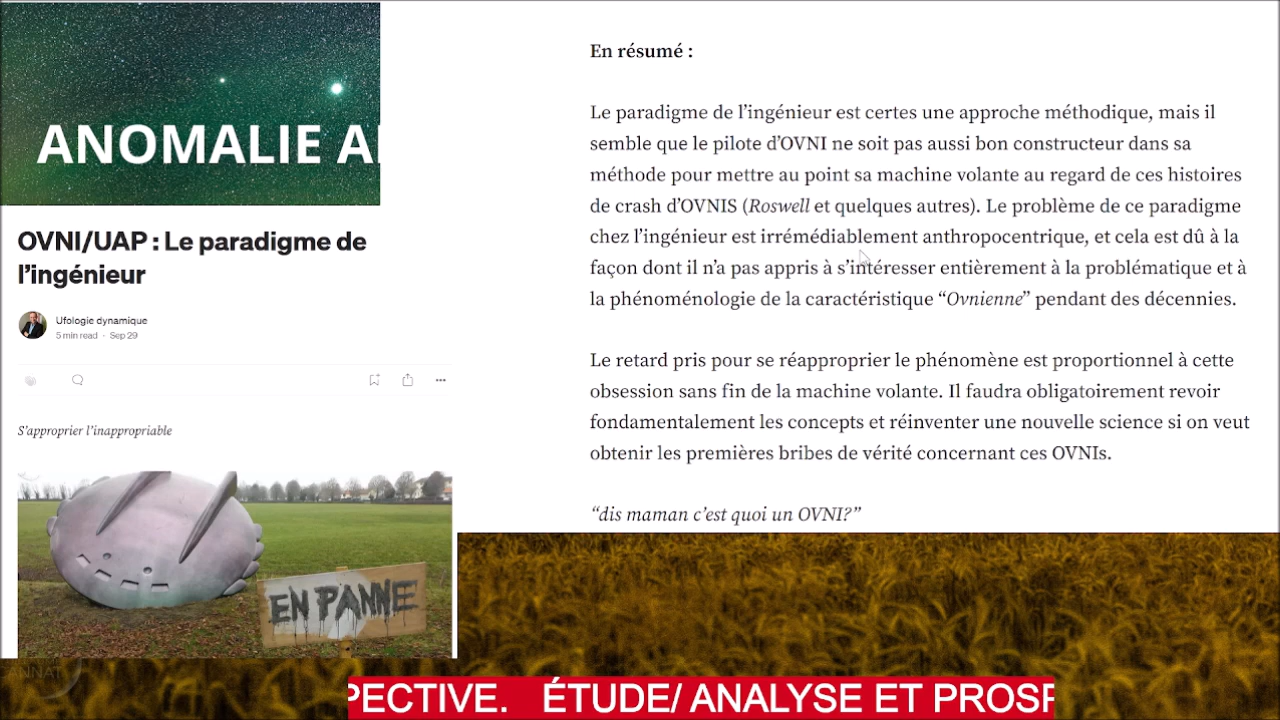 ANOMALIE A
OVNI/UAP : Le paradigme de
l’ingénieur
Ufologie dynamique
5 min read · Sep 29
S’approprier l’inappropriable
EN PANNE
ANNAT
En résumé :
Le paradigme de l’ingénieur est certes une approche méthodique, mais il
semble que le pilote d’OVNI ne soit pas aussi bon constructeur dans sa
méthode pour mettre au point sa machine volante au regard de ces histoires
de crash d’OVNIS (Roswell et quelques autres). Le problème de ce paradigme
chez l’ingénieur est irrémédiablement anthropocentrique, et cela est dû à la
façon dont il n’a pas appris à s’intéresser entièrement à la problématique et à
la phénoménologie de la caractéristique “Ovnienne” pendant des décennies.
Le retard pris pour se réapproprier le phénomène est proportionnel à cette
obsession sans fin de la machine volante. Il faudra obligatoirement revoir
fondamentalement les concepts et réinventer une nouvelle science si on veut
obtenir les premières bribes de vérité concernant ces OVNIs.
“dis maman c’est quoi un OVNI?”
PECTIVE. ÉTUDE/ ANALYSE ET PROSP